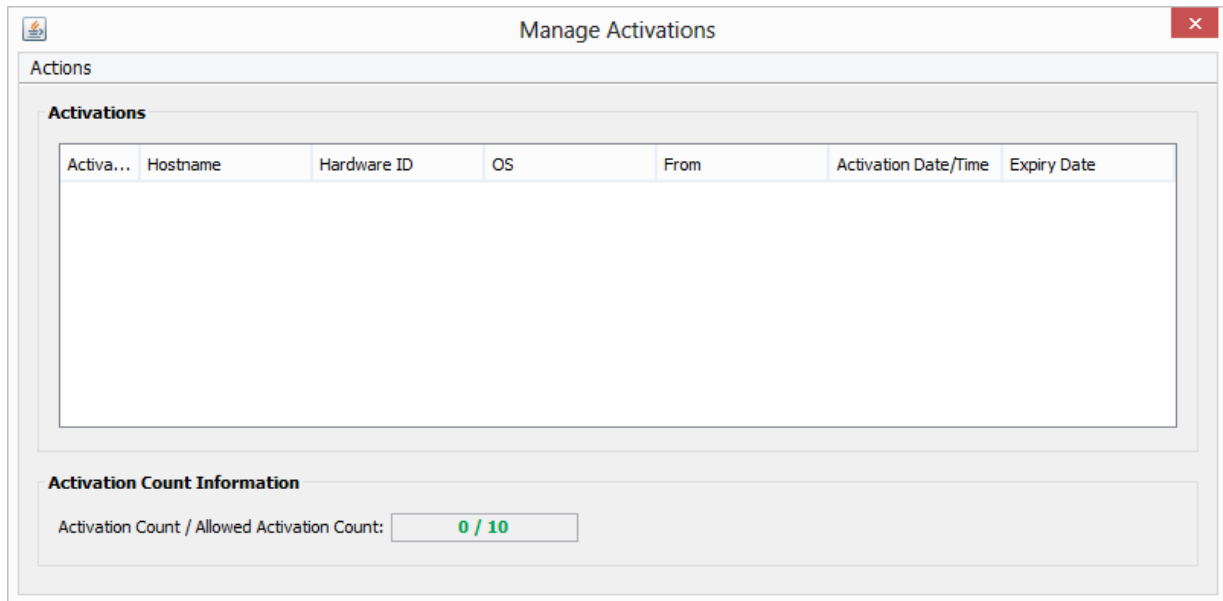 Manage Activations
Actions
Activations
Activa... Hostname Hardware ID OS From Activation Date/Time Expiry Date
Activation Count Information
Activation Count / Allowed Activation Count: 0 / 10